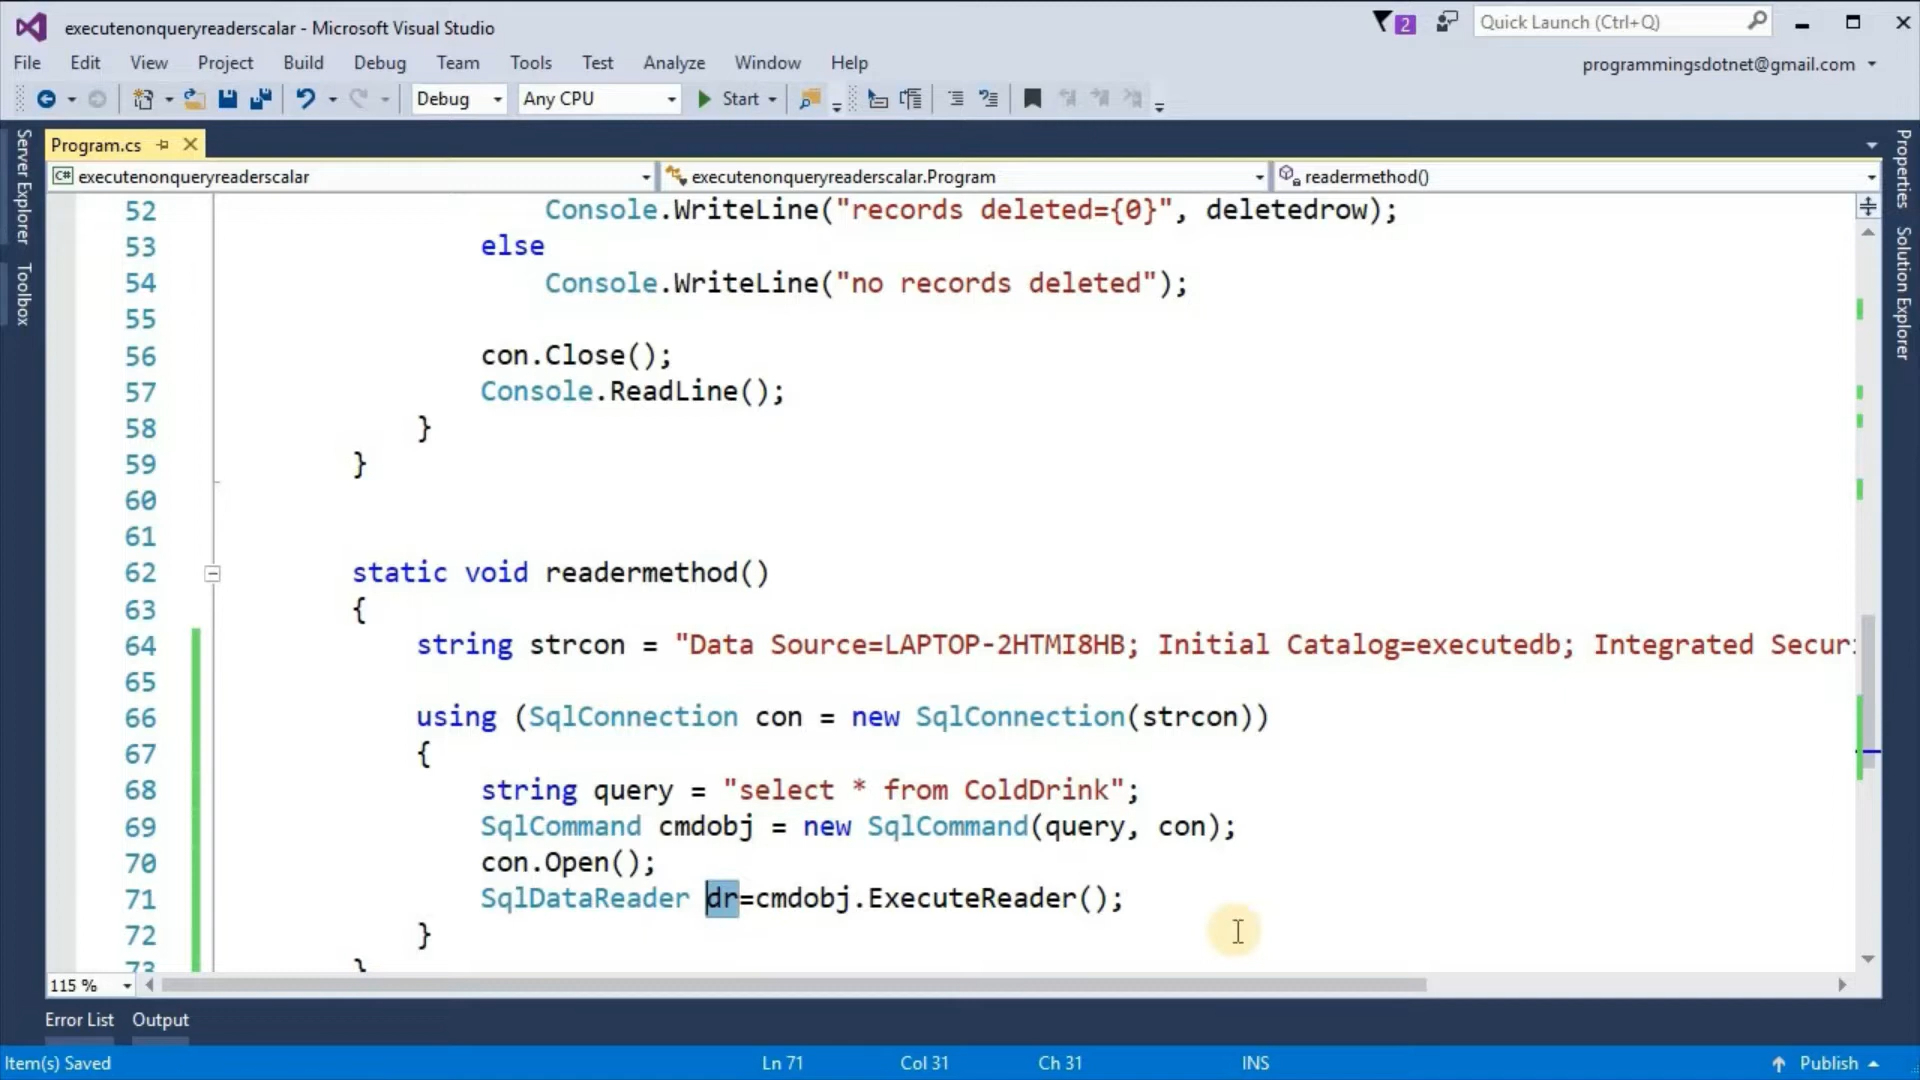 executenonqueryreaderscalar - Microsoft Visual Studio
2
Quick Launch (Ctrl+Q)
File Edit View Project Build Debug Team Tools Test Analyze Window Help
programmingsdotnet@gmail.com
Debug Any CPU Start
Server Explorer
Toolbox
Program.cs
Properties
Solution Explorer
C# executenonqueryreaderscalar executenonqueryreaderscalar.Program readermethod()
52 Console.WriteLine("records deleted={0}", deletedrow);
53 else
54 Console.WriteLine("no records deleted");
55
56 con.Close();
57 Console.ReadLine();
58 }
59 }
60
61
62 static void readermethod()
63 {
64 string strcon = "Data Source=LAPTOP-2HTMI8HB; Initial Catalog=executedb; Integrated Secur
65
66 using (SqlConnection con = new SqlConnection(strcon))
67 {
68 string query = "select * from ColdDrink";
69 SqlCommand cmdobj = new SqlCommand(query, con);
70 con.Open();
71 SqlDataReader dr=cmdobj.ExecuteReader();
72 }
73 }
115 %
Error List Output
Item(s) Saved Ln 71 Col 31 Ch 31 INS Publish